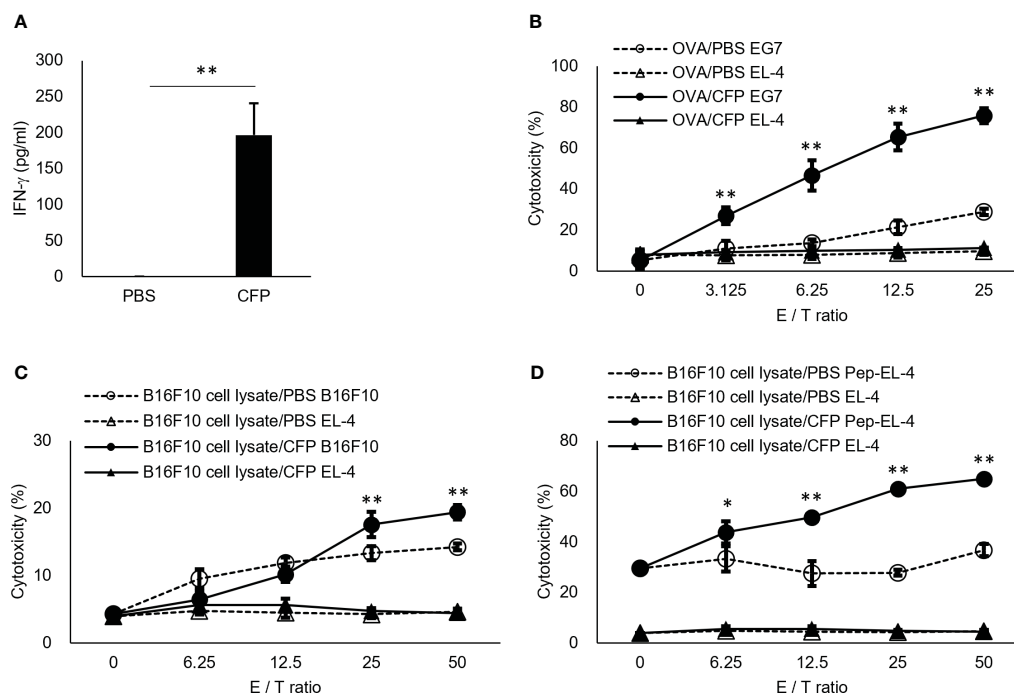 A
300
250
200
150
100
50
0
IFN-γ (pg/ml)
**
PBS
CFP
B
OVA/PBS EG7
OVA/PBS EL-4
OVA/CFP EG7
OVA/CFP EL-4
100
80
60
40
20
0
Cytotoxicity (%)
**
**
**
**
0 3.125 6.25 12.5 25
E / T ratio
C
B16F10 cell lysate/PBS B16F10
B16F10 cell lysate/PBS EL-4
B16F10 cell lysate/CFP B16F10
B16F10 cell lysate/CFP EL-4
30
20
10
0
Cytotoxicity (%)
**
**
0 6.25 12.5 25 50
E / T ratio
D
B16F10 cell lysate/PBS Pep-EL-4
B16F10 cell lysate/PBS EL-4
B16F10 cell lysate/CFP Pep-EL-4
B16F10 cell lysate/CFP EL-4
80
60
40
20
0
Cytotoxicity (%)
*
**
**
**
0 6.25 12.5 25 50
E / T ratio